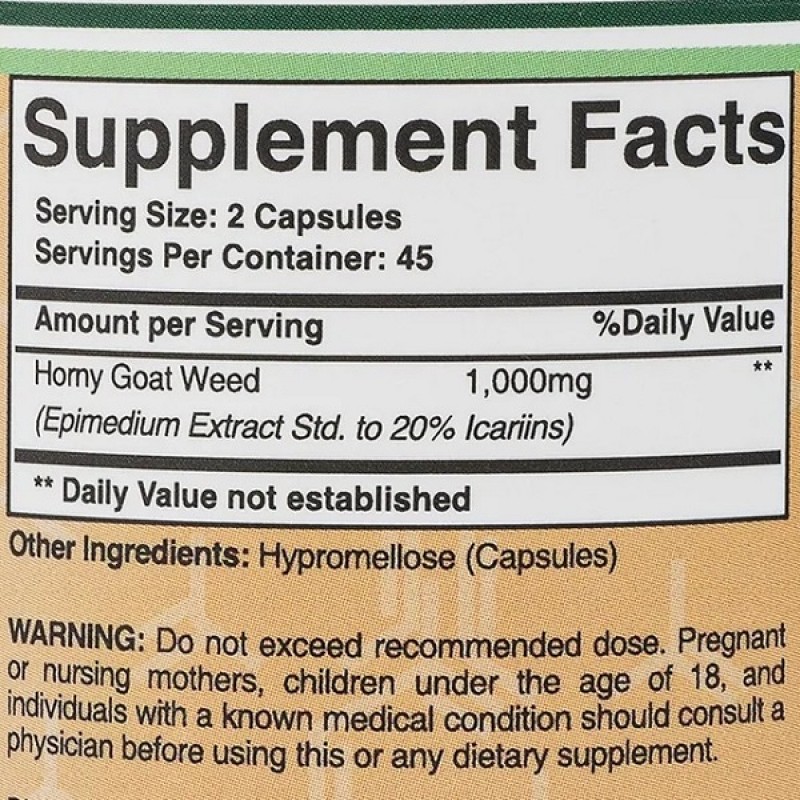 Supplement Facts
Serving Size: 2 Capsules
Servings Per Container: 45
Amount per Serving %Daily Value
Horny Goat Weed 1,000mg **
(Epimedium Extract Std. to 20% Icariins)
** Daily Value not established
Other Ingredients: Hypromellose (Capsules)
WARNING: Do not exceed recommended dose. Pregnant
or nursing mothers, children under the age of 18, and
individuals with a known medical condition should consult a
physician before using this or any dietary supplement.